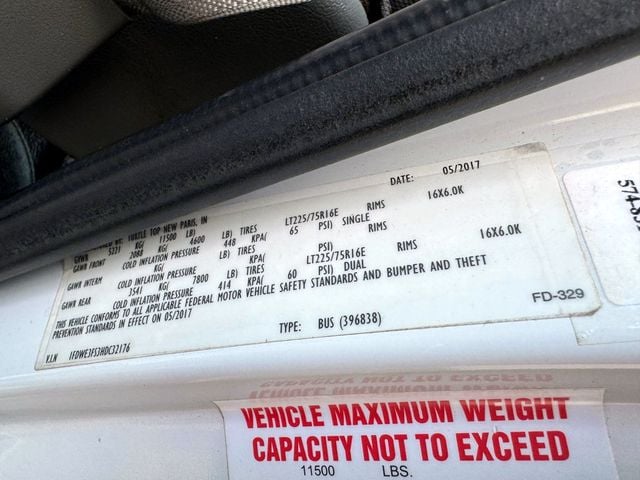 DATE: 05/2017
BY: TURTLE TOP NEW PARIS, IN
5221 KG( 11500 LB) TIRES LT225/75R16E RIMS 16X6.0K
GAWR FRONT 2088 KG( 4600 LB) TIRES
COLD INFLATION PRESSURE 448 KPA( 65 PSI) SINGLE
GAWR INTERM KG( LB) TIRES RIMS
COLD INFLATION PRESSURE KPA( PSI)
GAWR REAR 3541 KG( 7800 LB) TIRES LT225/75R16E RIMS 16X6.0K
COLD INFLATION PRESSURE 414 KPA( 60 PSI) DUAL
THIS VEHICLE CONFORMS TO ALL APPLICABLE FEDERAL MOTOR VEHICLE SAFETY STANDARDS AND BUMPER AND THEFT
PREVENTION STANDARDS IN EFFECT ON 05/2017
FD-329
V.I.N 1FDWE3FS3HDC32176 TYPE: BUS (396838)
VEHICLE MAXIMUM WEIGHT
CAPACITY NOT TO EXCEED
11500 LBS.